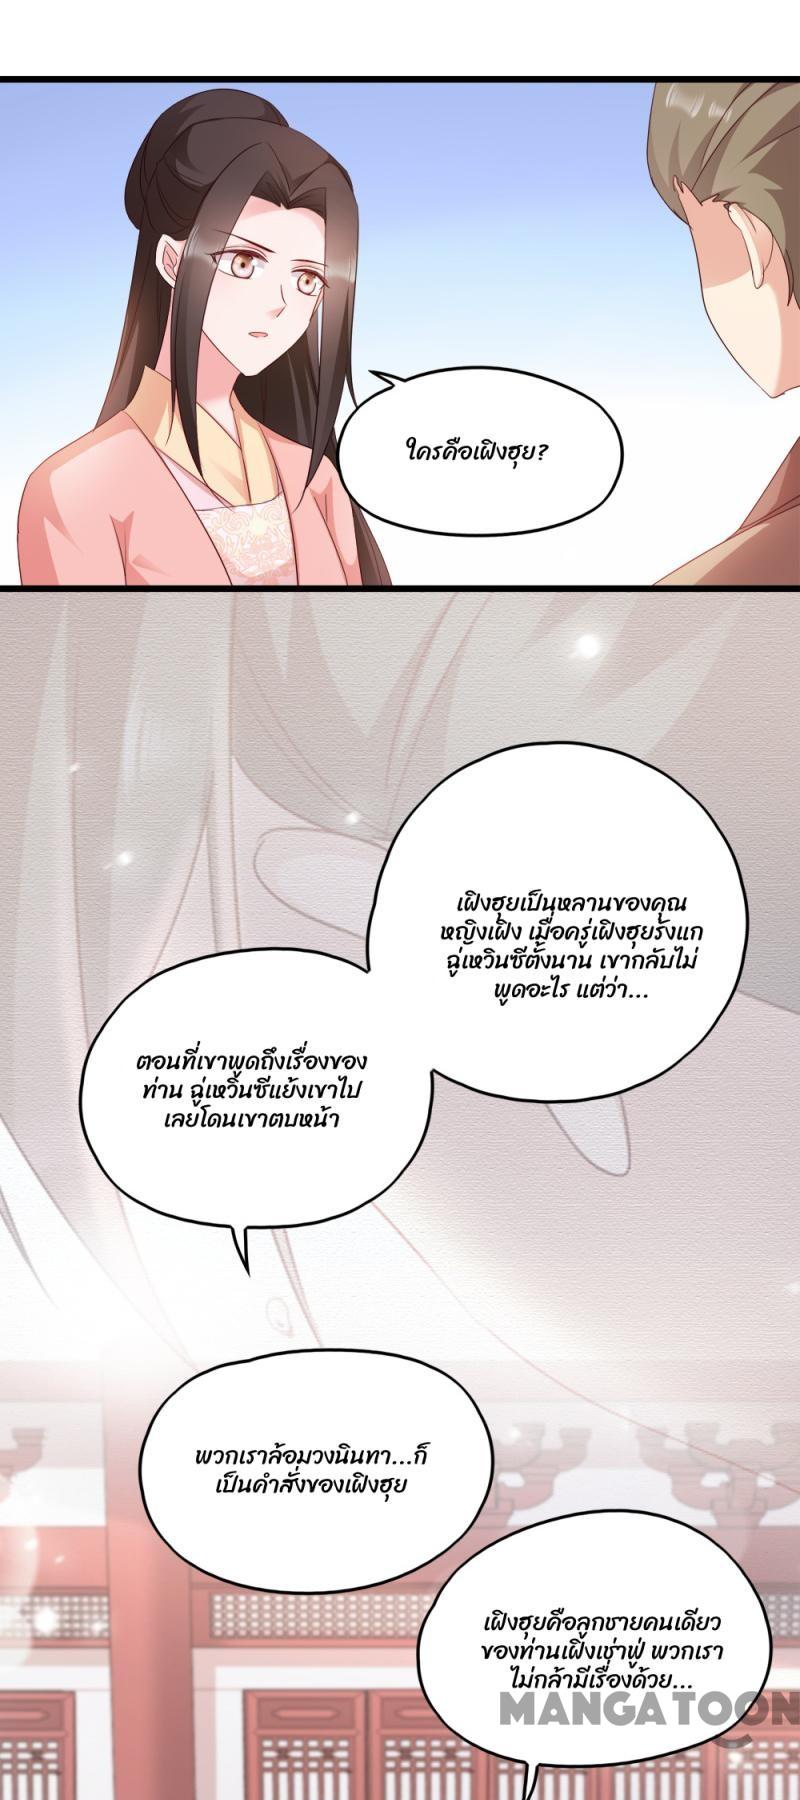 ใครคือเฝิงฮุย?
เฝิงฮุยเป็นหลานของคุณ
หญิงเฝิง เมื่อครู่เฝิงฮุยรังแก
ฉู่เหวินซีตั้งนาน เขากลับไม่
พูดอะไร แต่ว่า...
ตอนที่เขาพูดถึงเรื่องของ
ท่าน ฉู่เหวินซีแย้งเขาไป
เลยโดนเขาตบหน้า
พวกเราล้อมวงนินทา...ก็
เป็นคำสั่งของเฝิงฮุย
เฝิงฮุยคือลูกชายคนเดียว
ของท่านเฝิงเช่าฟู่ พวกเรา
ไม่กล้ามีเรื่องด้วย...
MANGATOON